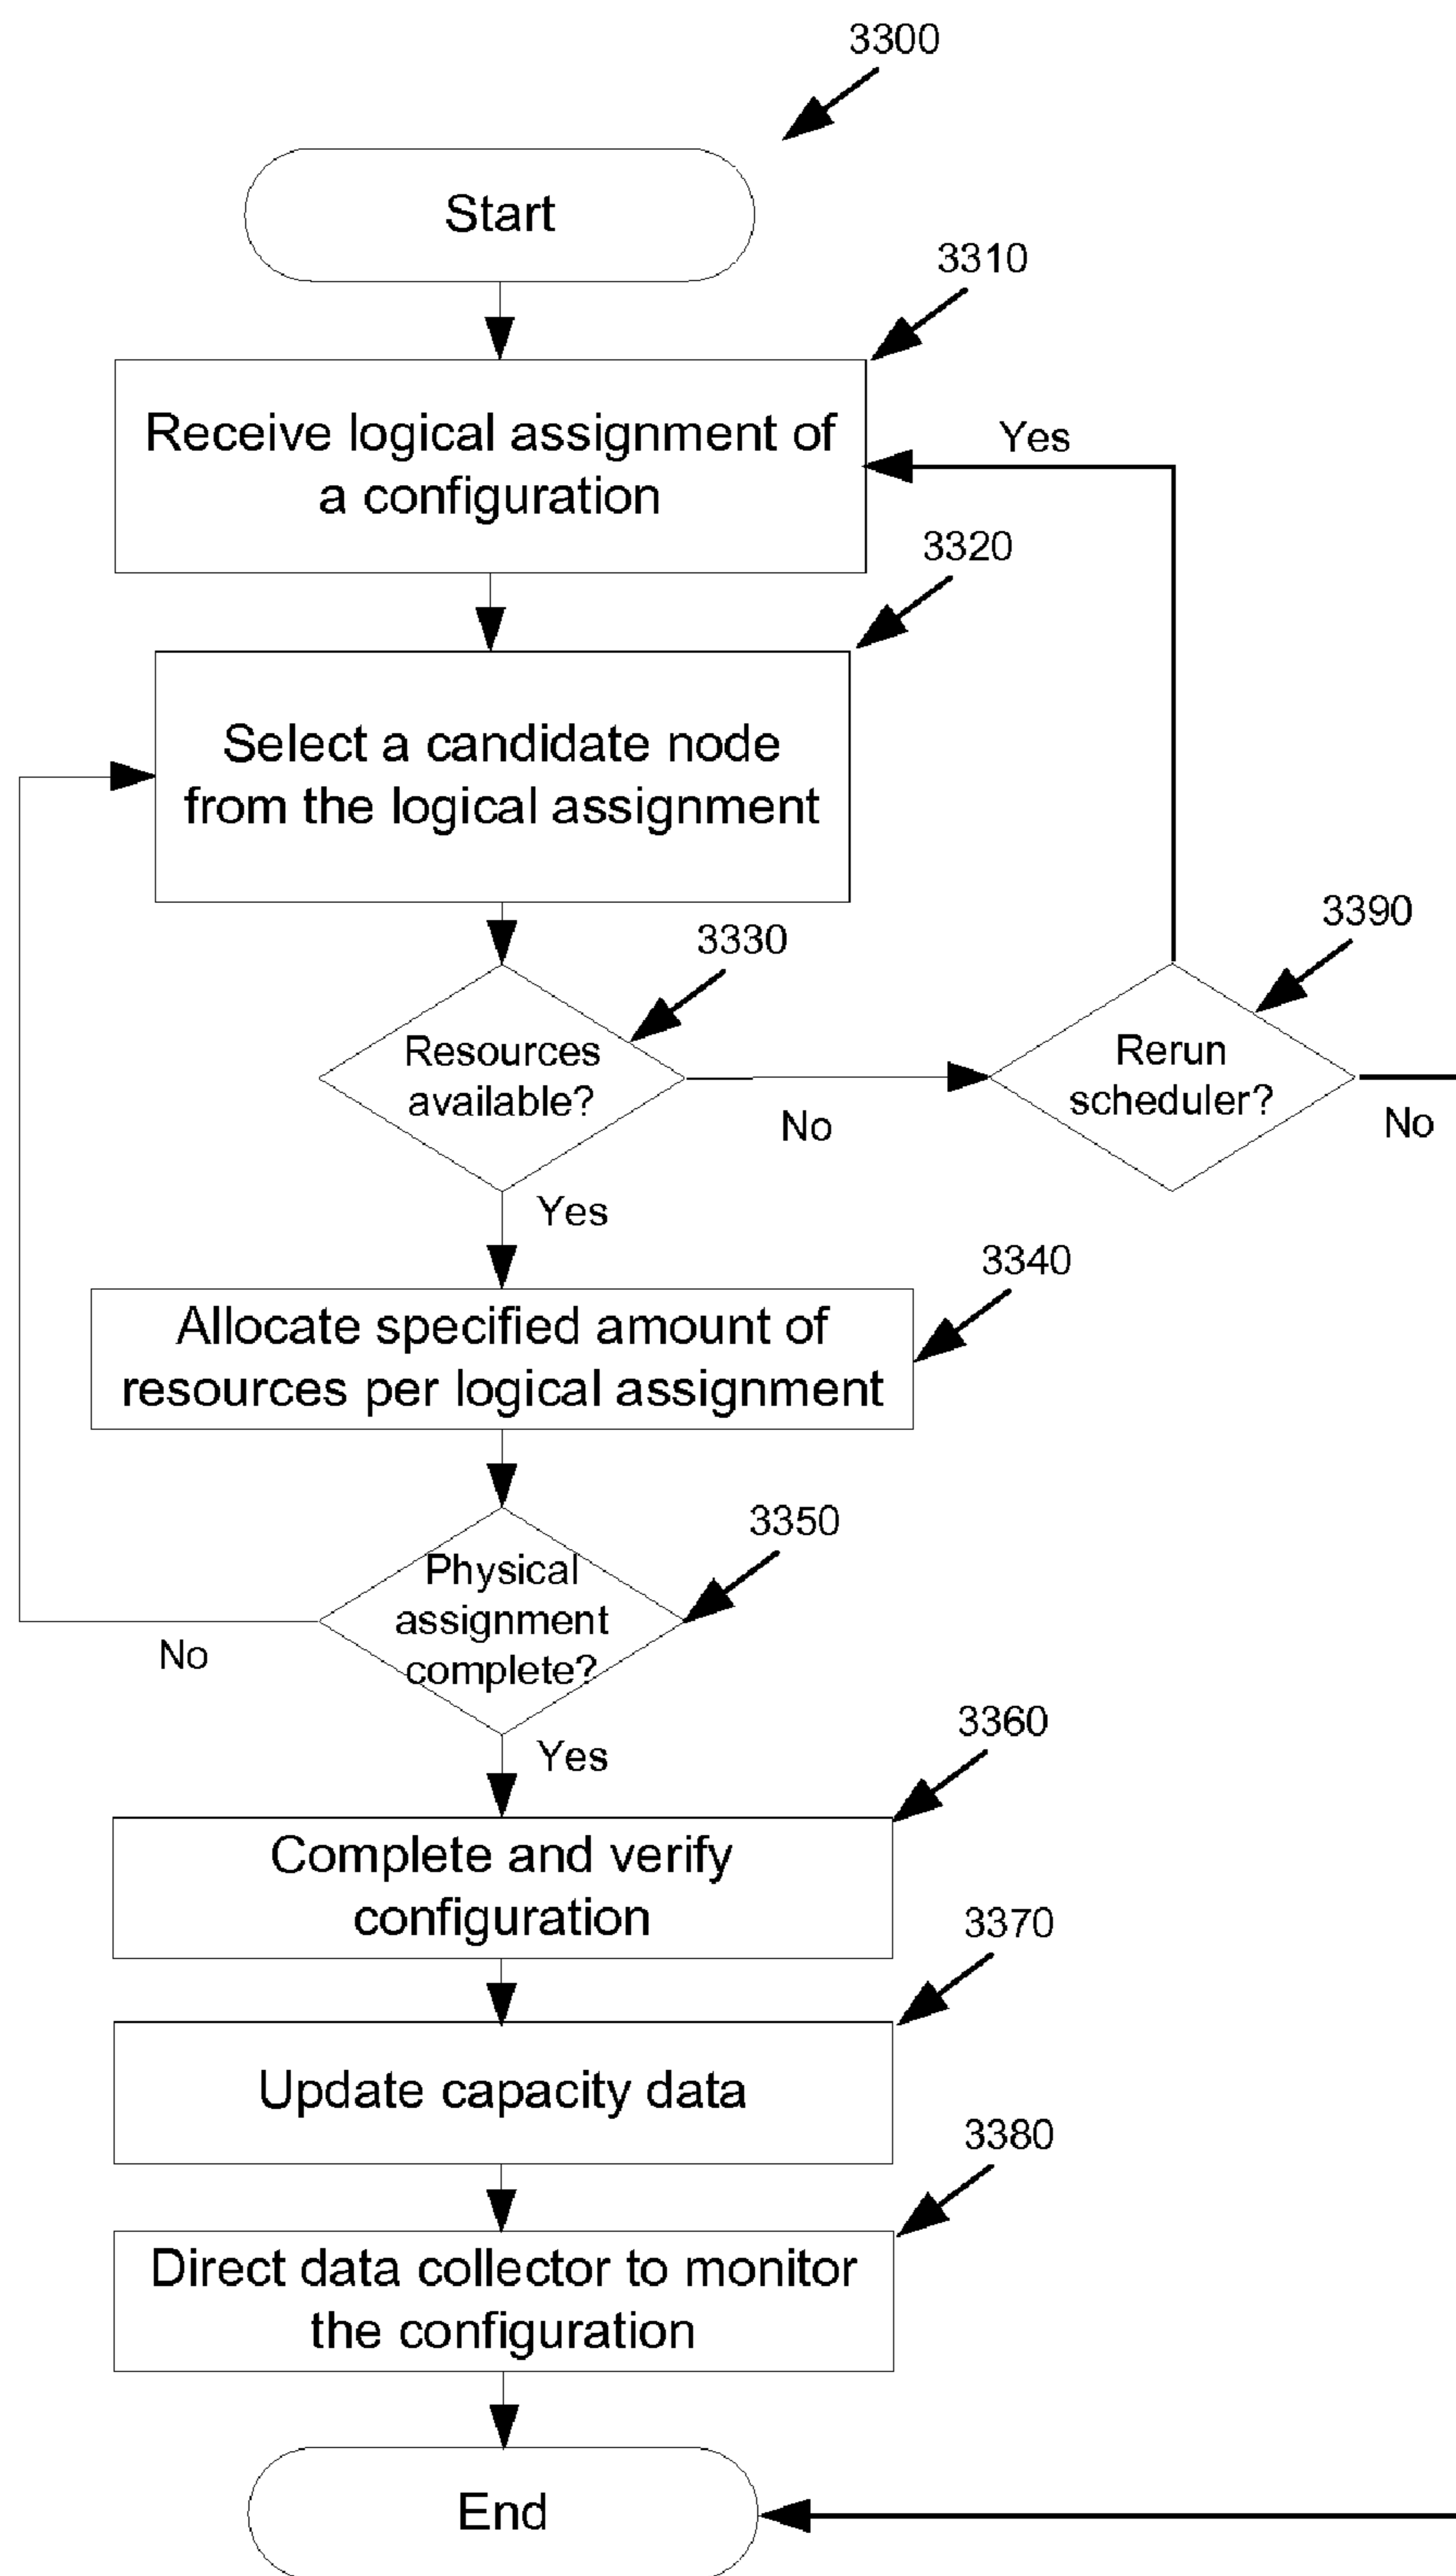 3300
Start
3310
Receive logical assignment of
a configuration
Yes
3320
Select a candidate node
from the logical assignment
3330
3390
Resources
available?
No
Rerun
scheduler?
No
Yes
3340
Allocate specified amount of
resources per logical assignment
3350
Physical
assignment
complete?
No
Yes
3360
Complete and verify
configuration
3370
Update capacity data
3380
Direct data collector to monitor
the configuration
End